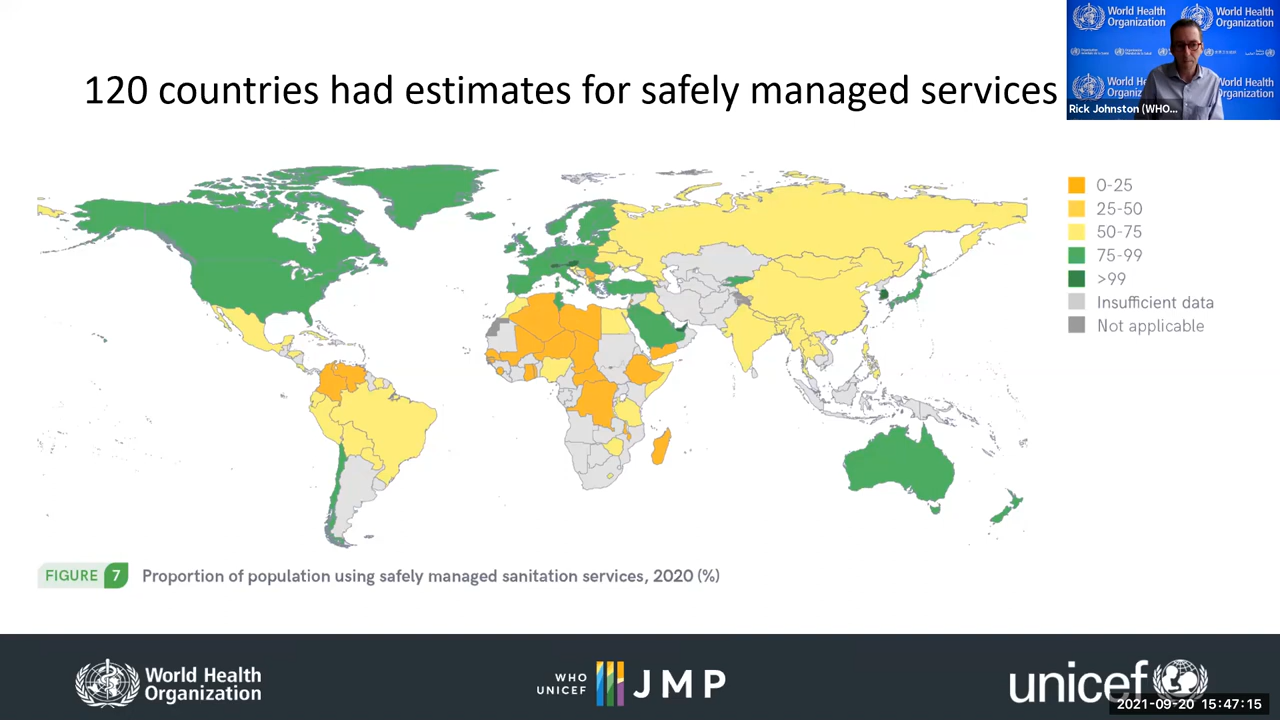 120 countries had estimates for safely managed services
World Health
Organization
World Health
Organization
World He
Organiz
World Health
Organization
Rick Johnston (WHO...
0-25
25-50
50-75
75-99
>99
Insufficient data
Not applicable
FIGURE 7 Proportion of population using safely managed sanitation services, 2020 (%)
World Health
Organization
WHO
UNICEF
JMP
unicef
2021-09-20 15:47:15